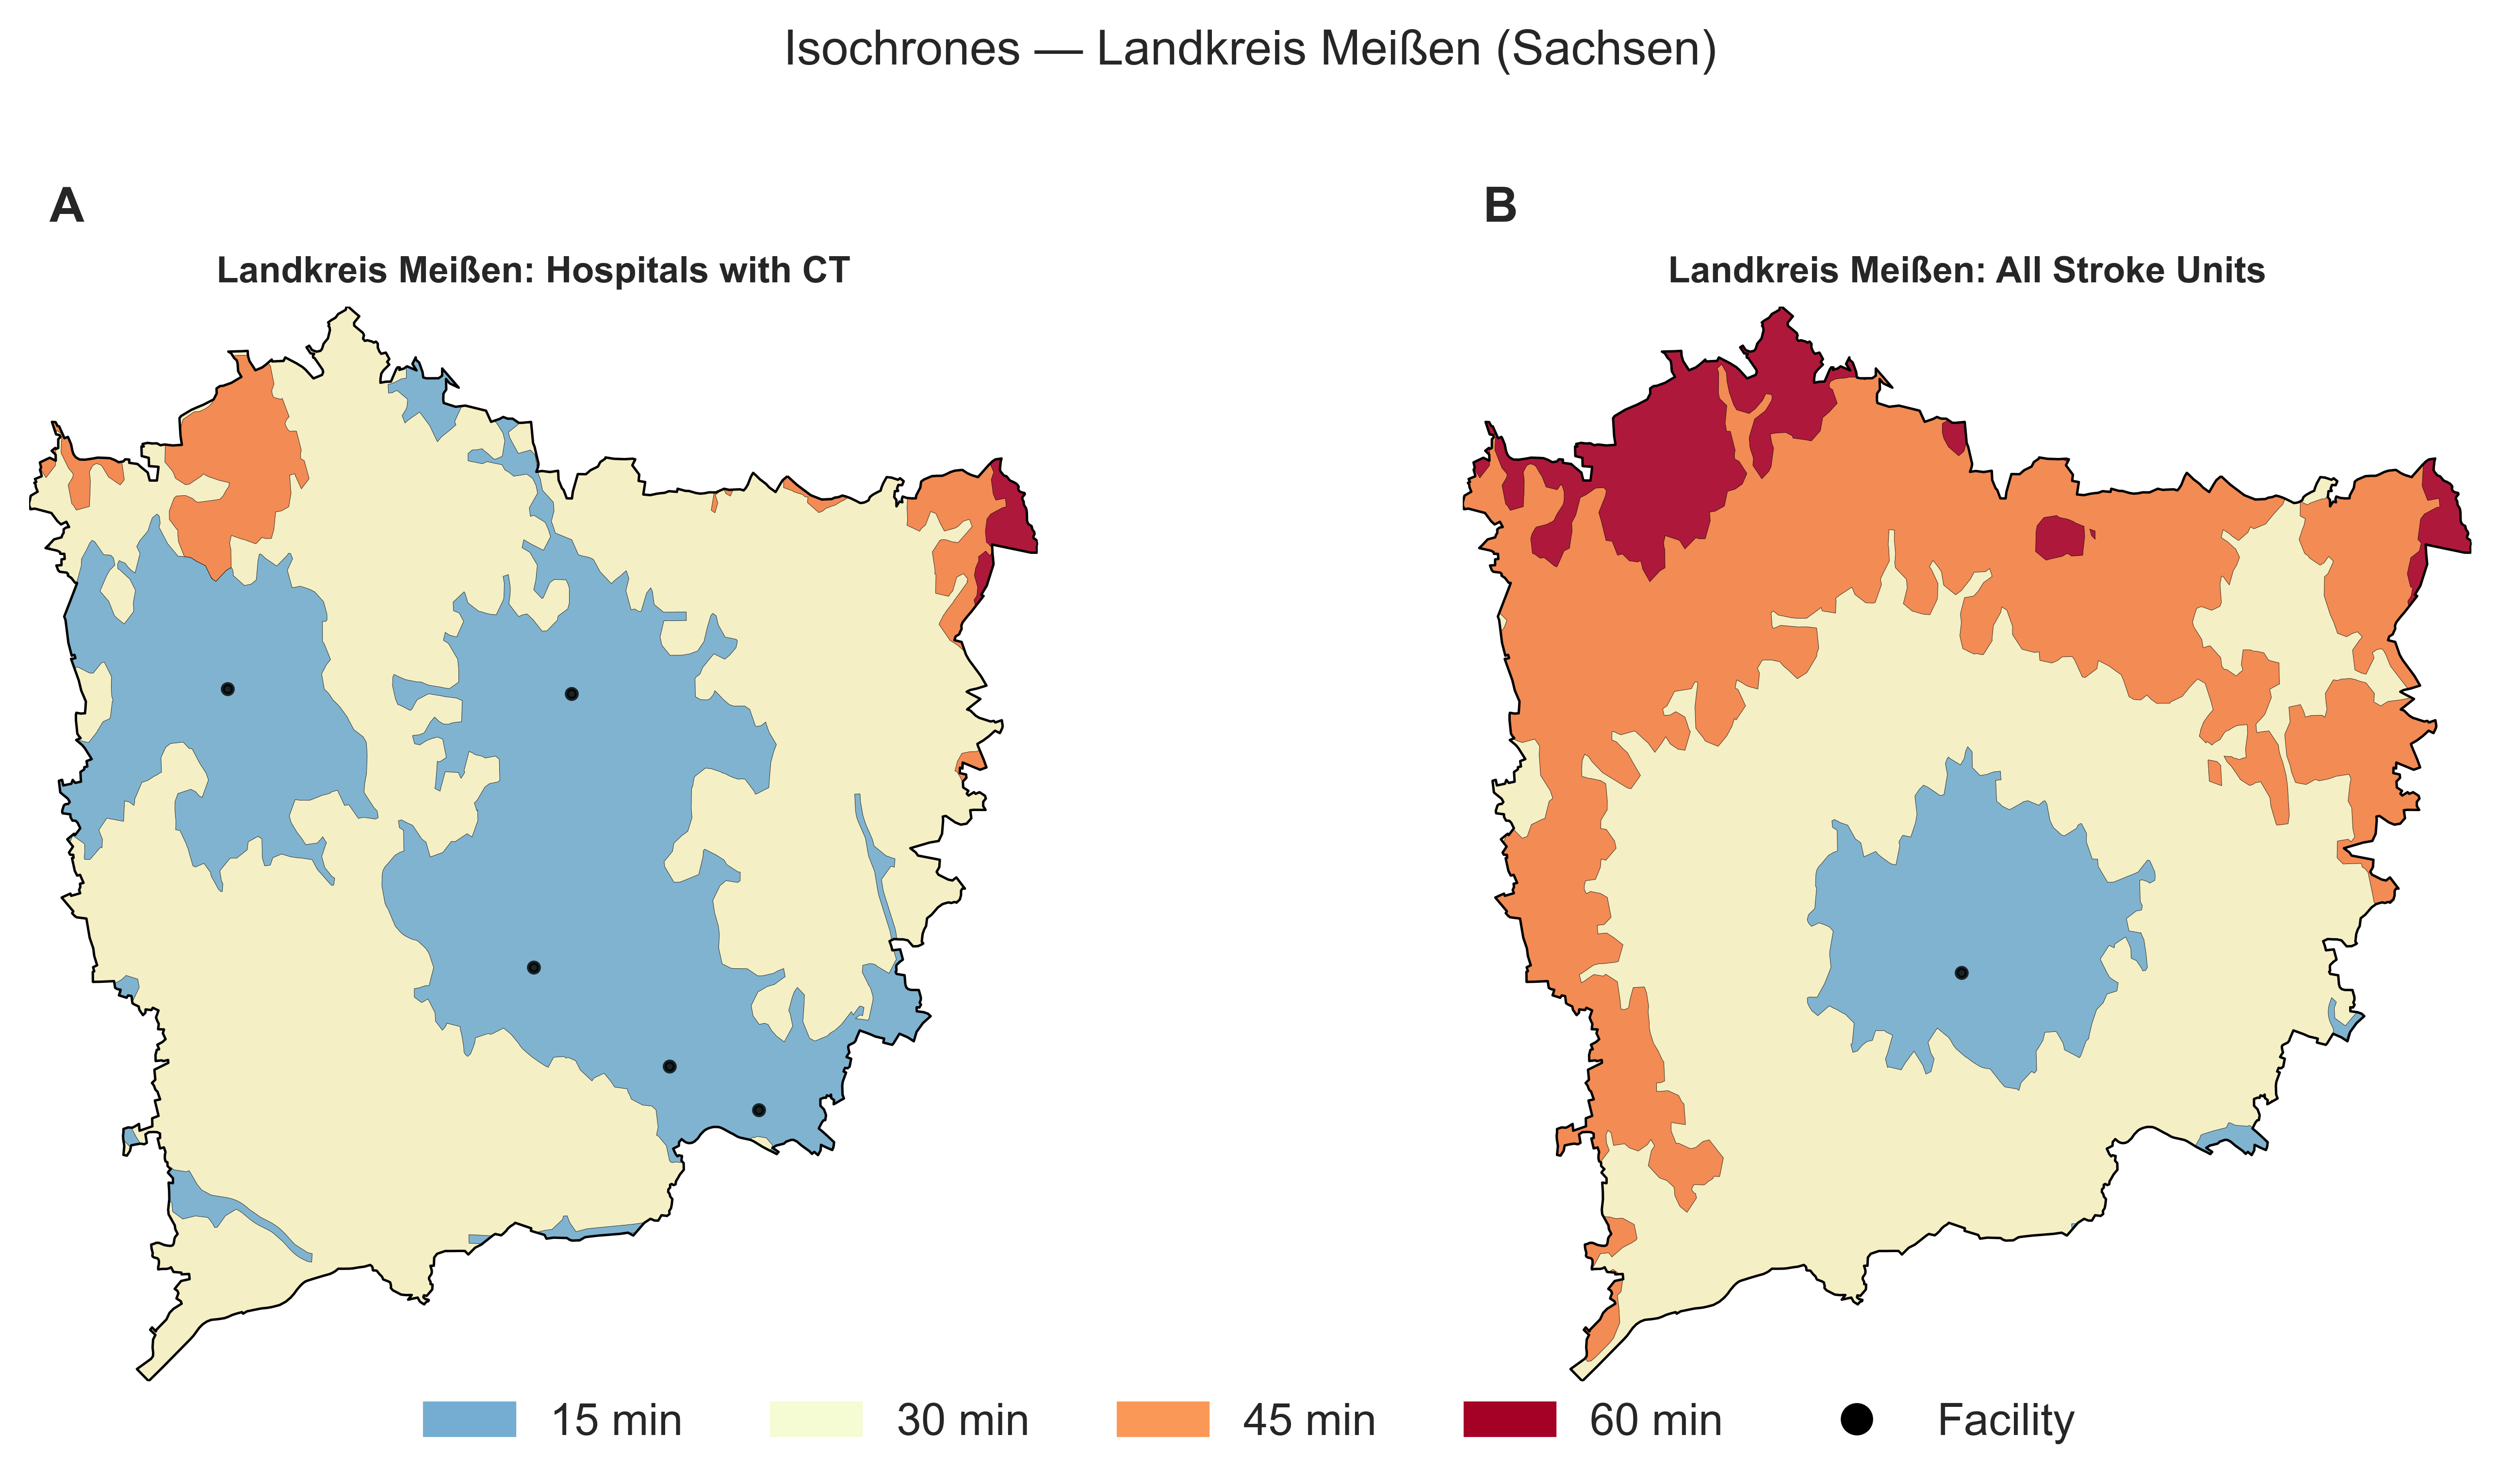 Isochrones — Landkreis Meißen (Sachsen)
A
B
Landkreis Meißen: Hospitals with CT
Landkreis Meißen: All Stroke Units
15 min
30 min
45 min
60 min
Facility